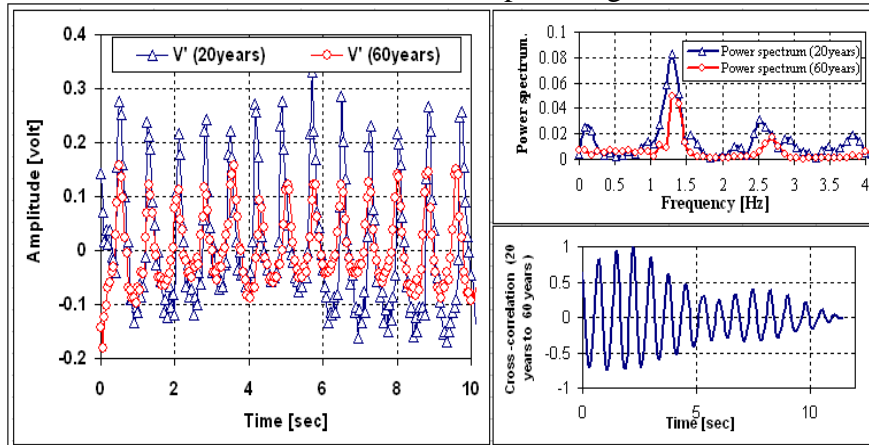 0.4
0.3
0.2
0.1
0
-0.1
-0.2
Amplitude [volt]
V' (20years) V' (60years)
0 2 4 6 8 10
Time [sec]
0.1
0.08
0.06
0.04
0.02
0
Power spectrum.
Power spectrum (20years)
Power spectrum (60years)
0 0.5 1 1.5 2 2.5 3 3.5 4
Frequency [Hz]
1
0.5
0
-0.5
-1
Cross -correlation (20
years to 60 years)
0 5 10
Time [sec]